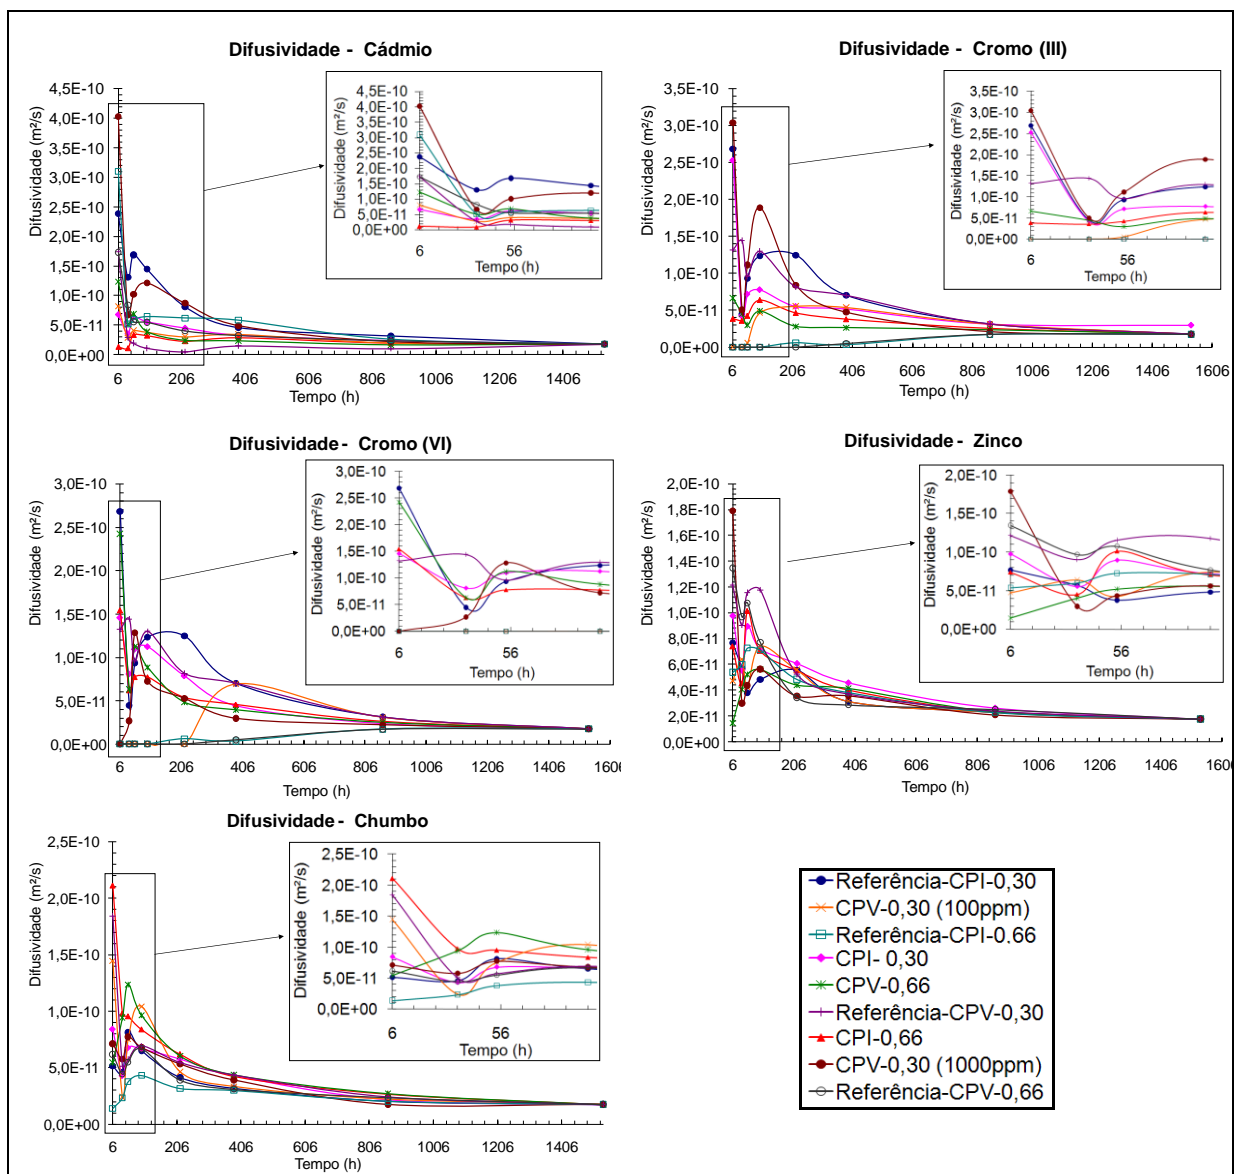 Difusividade - Cádmio
Difusividade (m²/s)
4,5E-10
4,0E-10
3,5E-10
3,0E-10
2,5E-10
2,0E-10
1,5E-10
1,0E-10
5,0E-11
0,0E+00
6 206 406 606 806 1006 1206 1406
Tempo (h)
Difusividade (m²/s)
4,5E-10
4,0E-10
3,5E-10
3,0E-10
2,5E-10
2,0E-10
1,5E-10
1,0E-10
5,0E-11
0,0E+00
6 56
Tempo (h)
Difusividade - Cromo (III)
Difusividade (m²/s)
3,5E-10
3,0E-10
2,5E-10
2,0E-10
1,5E-10
1,0E-10
5,0E-11
0,0E+00
6 206 406 606 806 1006 1206 1406 1606
Tempo (h)
Difusividade (m²/s)
3,5E-10
3,0E-10
2,5E-10
2,0E-10
1,5E-10
1,0E-10
5,0E-11
0,0E+00
6 56
Tempo (h)
Difusividade - Cromo (VI)
Difusividade (m²/s)
3,0E-10
2,5E-10
2,0E-10
1,5E-10
1,0E-10
5,0E-11
0,0E+00
6 206 406 606 806 1006 1206 1406 1606
Tempo (h)
Difusividade (m²/s)
3,0E-10
2,5E-10
2,0E-10
1,5E-10
1,0E-10
5,0E-11
0,0E+00
6 56
Tempo (h)
Difusividade - Zinco
Difusividade (m²/s)
2,0E-10
1,8E-10
1,6E-10
1,4E-10
1,2E-10
1,0E-10
8,0E-11
6,0E-11
4,0E-11
2,0E-11
0,0E+00
6 206 406 606 806 1006 1206 1406 1606
Tempo (h)
Difusividade (m²/s)
2,0E-10
1,5E-10
1,0E-10
5,0E-11
0,0E+00
6 56
Tempo (h)
Difusividade - Chumbo
Difusividade (m²/s)
2,5E-10
2,0E-10
1,5E-10
1,0E-10
5,0E-11
0,0E+00
6 206 406 606 806 1006 1206 1406
Tempo (h)
Difusividade (m²/s)
2,5E-10
2,0E-10
1,5E-10
1,0E-10
5,0E-11
0,0E+00
6 56
Tempo (h)
Referência-CPI-0,30
CPV-0,30 (100ppm)
Referência-CPI-0,66
CPI- 0,30
CPV-0,66
Referência-CPV-0,30
CPI-0,66
CPV-0,30 (1000ppm)
Referência-CPV-0,66